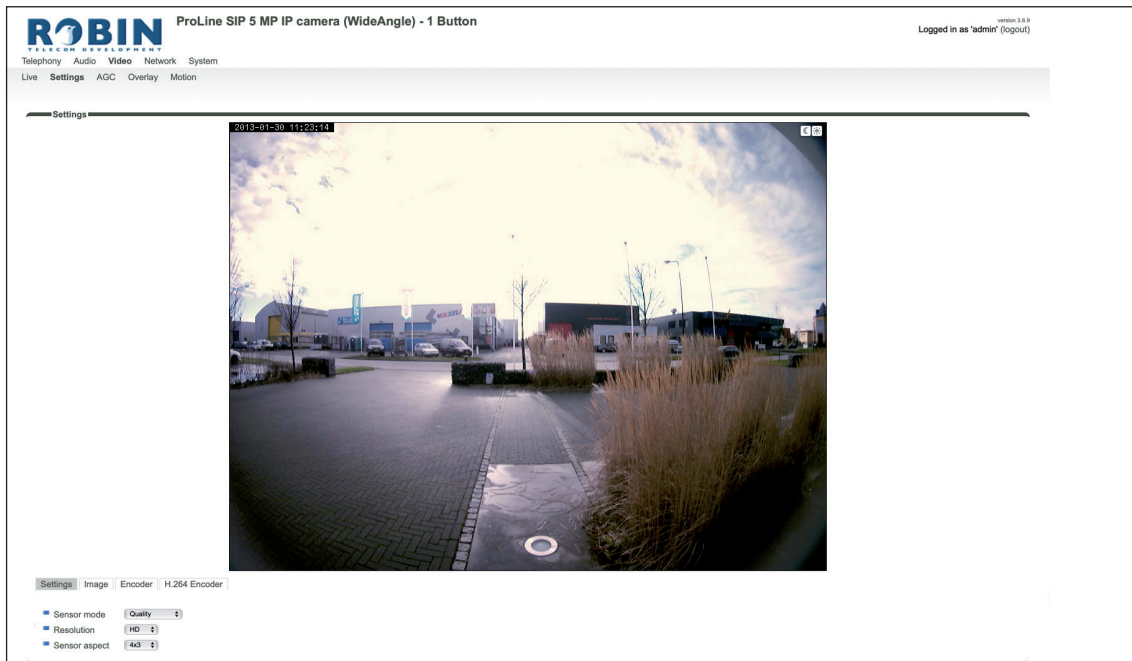 ROBIN
TELECOM DEVELOPMENT
ProLine SIP 5 MP IP camera (WideAngle) - 1 Button
version 3.6.9
Logged in as 'admin' (logout)
Telephony Audio Video Network System
Live Settings AGC Overlay Motion
Settings
2013-01-30 11:23:14
Settings Image Encoder H.264 Encoder
Sensor mode Quality
Resolution HD
Sensor aspect 4x3